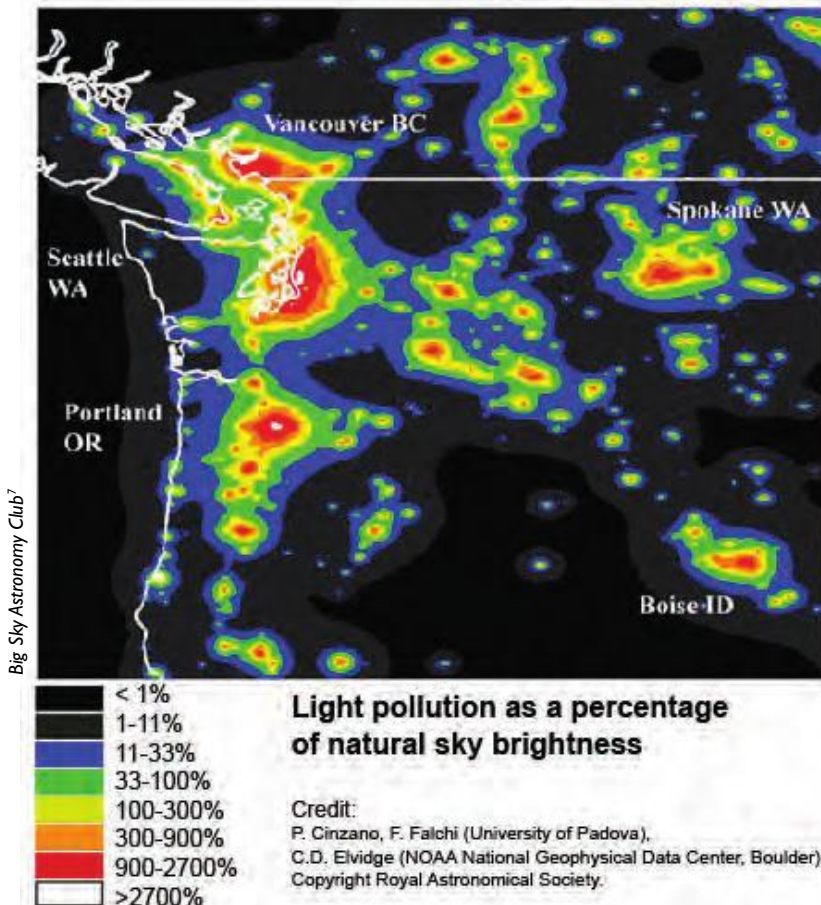 Vancouver BC
Spokane WA
Seattle
WA
Portland
OR
Boise ID
Big Sky Astronomy Club7
< 1%
1-11%
11-33%
33-100%
100-300%
300-900%
900-2700%
>2700%
Light pollution as a percentage
of natural sky brightness
Credit:
P. Cinzano, F. Falchi (University of Padova),
C.D. Elvidge (NOAA National Geophysical Data Center, Boulder)
Copyright Royal Astronomical Society.